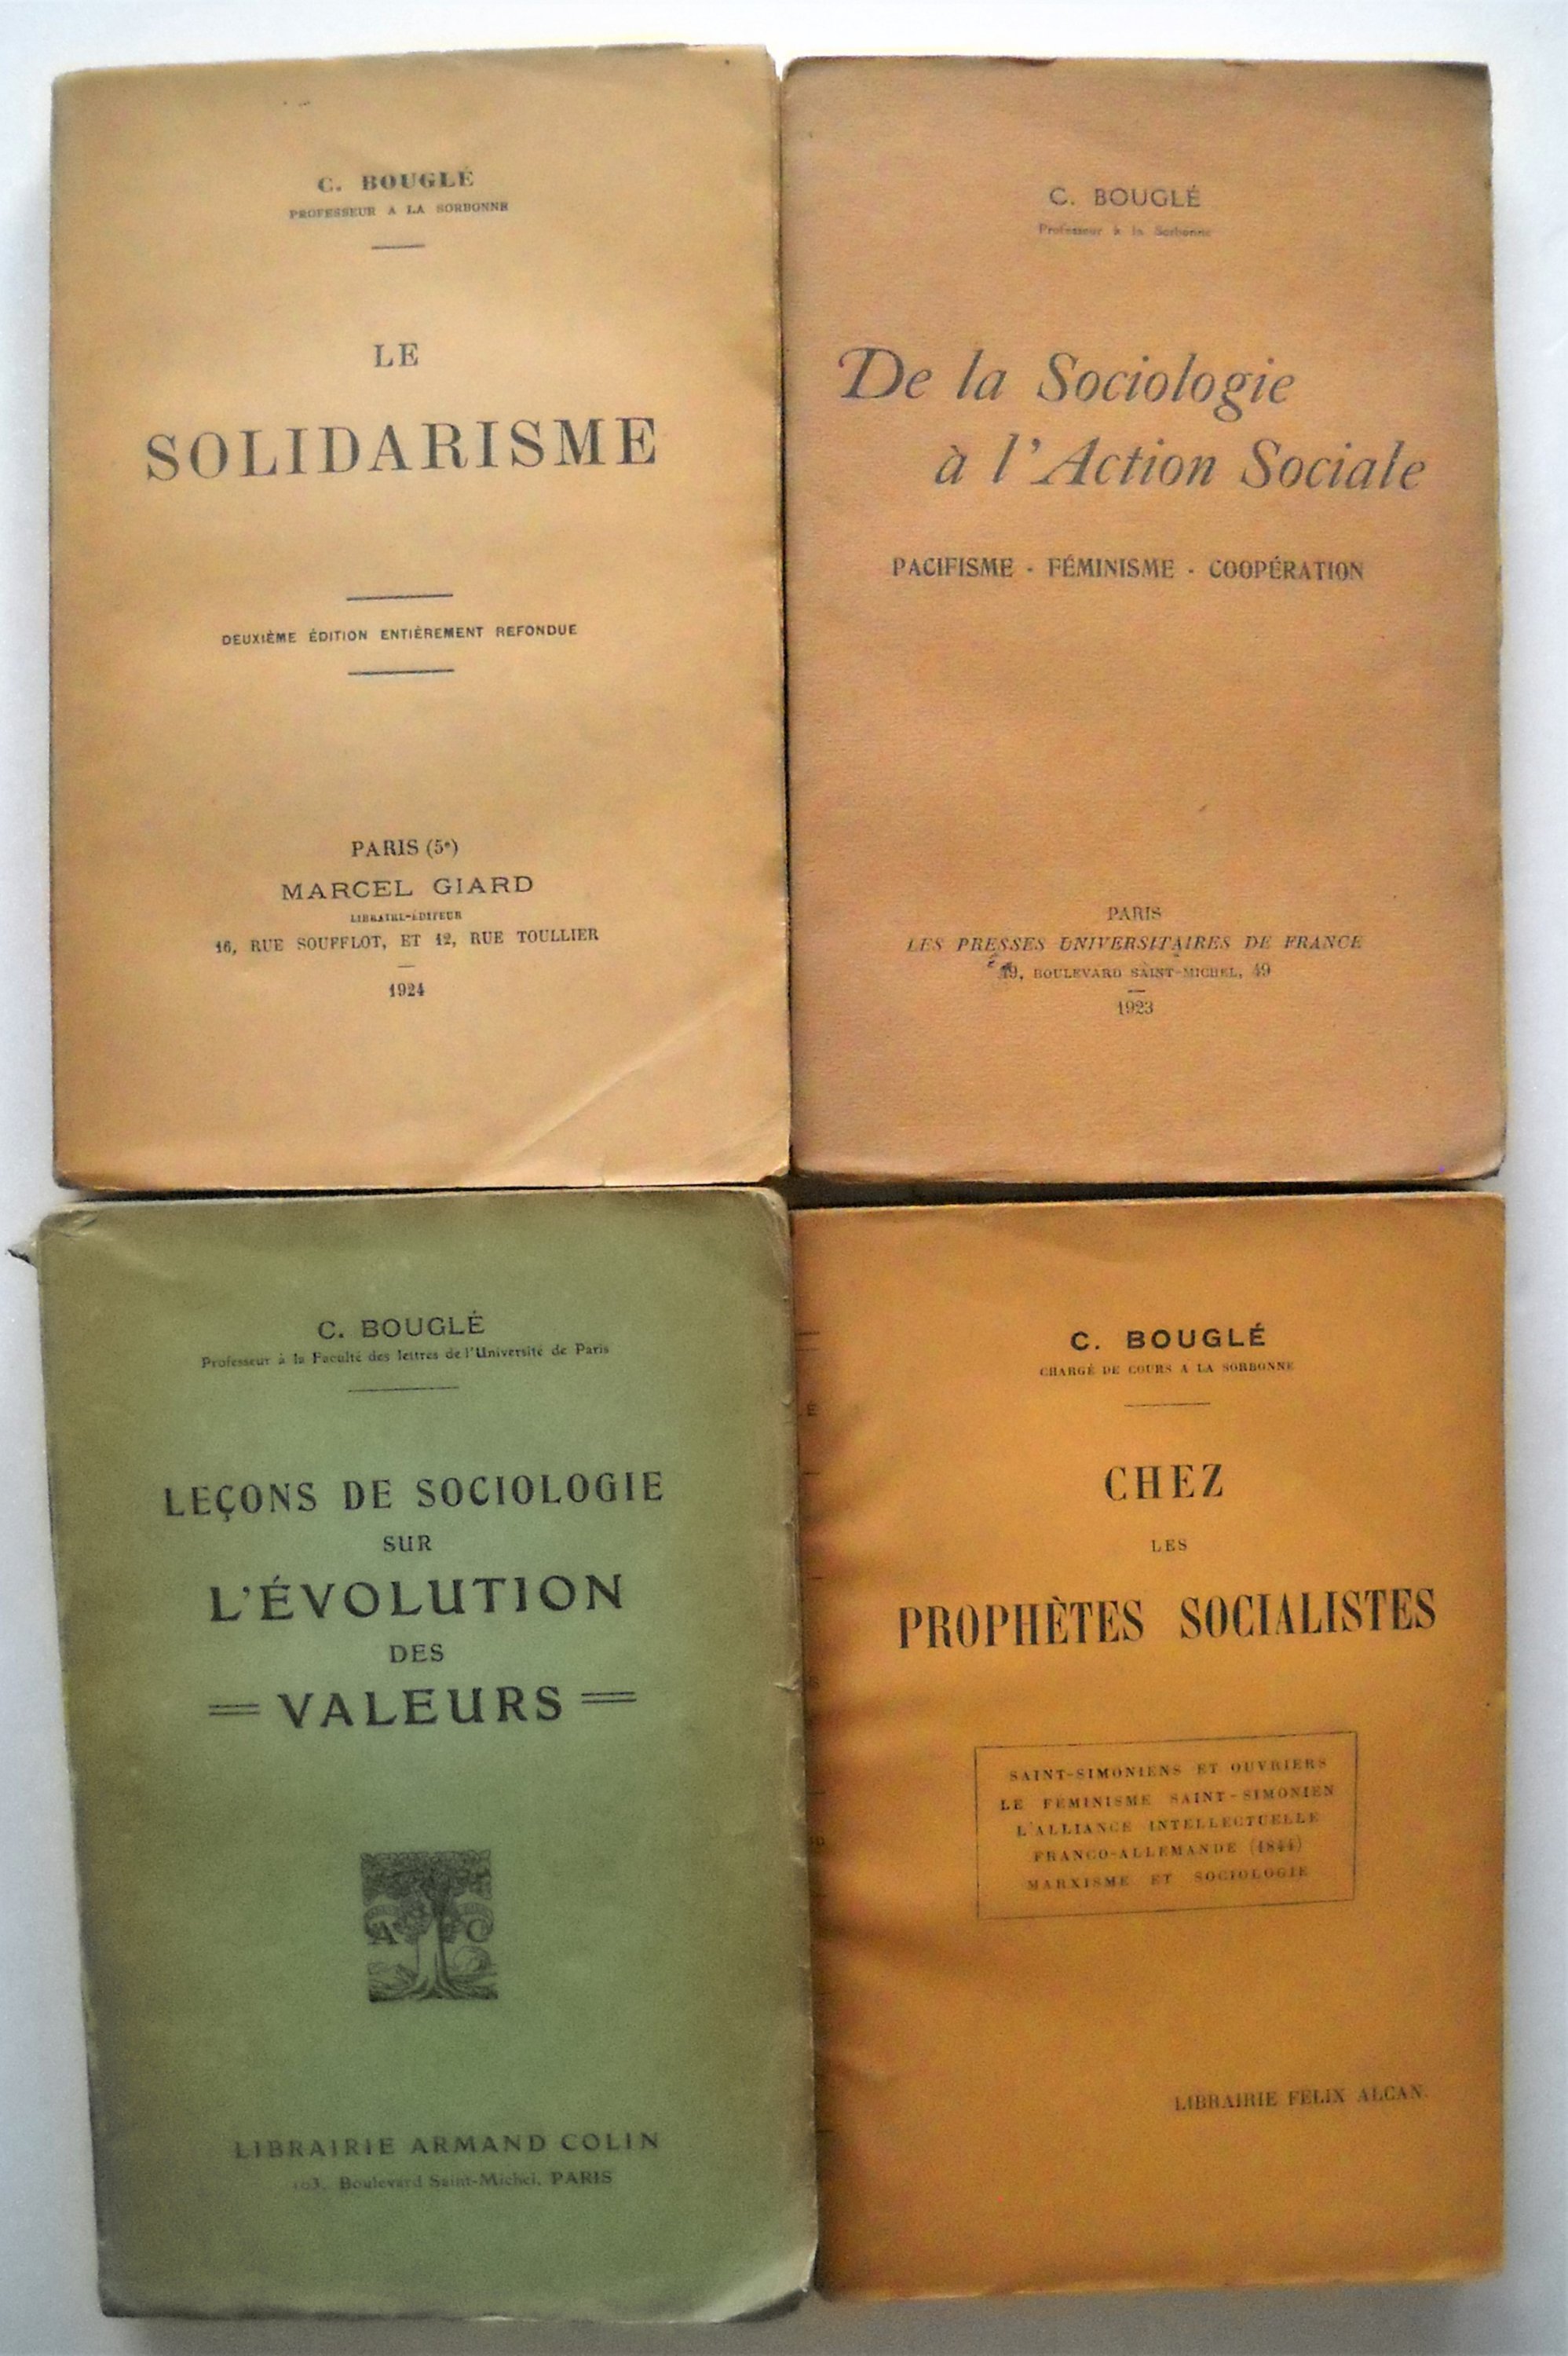 C. BOUGLÉ
PROFESSEUR A LA SORBONNE
LE
SOLIDARISME
DEUXIÈME ÉDITION ENTIÈREMENT REFONDUE
PARIS (5e)
MARCEL GIARD
LIBRAIRE-ÉDITEUR
16, RUE SOUFFLOT, ET 12, RUE TOULLIER
1924
C. BOUGLÉ
Professeur à la Sorbonne
De la Sociologie
à l'Action Sociale
PACIFISME - FÉMINISME - COOPÉRATION
PARIS
LES PRESSES UNIVERSITAIRES DE FRANCE
49, BOULEVARD SAINT-MICHEL, 49
1923
C. BOUGLÉ
Professeur à la Faculté des lettres de l'Université de Paris
LEÇONS DE SOCIOLOGIE
SUR
L'ÉVOLUTION
DES
VALEURS
A C
LIBRAIRIE ARMAND COLIN
103, Boulevard Saint-Michel, PARIS
C. BOUGLÉ
CHARGÉ DE COURS A LA SORBONNE
CHEZ
LES
PROPHÈTES SOCIALISTES
SAINT-SIMONIENS ET OUVRIERS
LE FÉMINISME SAINT-SIMONIEN
L'ALLIANCE INTELLECTUELLE
FRANCO-ALLEMANDE (1844)
MARXISME ET SOCIOLOGIE
LIBRAIRIE FÉLIX ALCAN